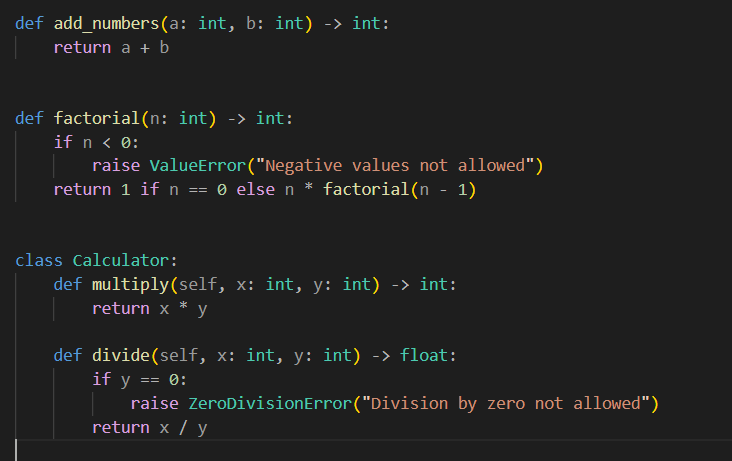 def add_numbers(a: int, b: int) -> int:
    return a + b
def factorial(n: int) -> int:
    if n < 0:
        raise ValueError("Negative values not allowed")
    return 1 if n == 0 else n * factorial(n - 1)
class Calculator:
    def multiply(self, x: int, y: int) -> int:
        return x * y
    def divide(self, x: int, y: int) -> float:
        if y == 0:
            raise ZeroDivisionError("Division by zero not allowed")
        return x / y